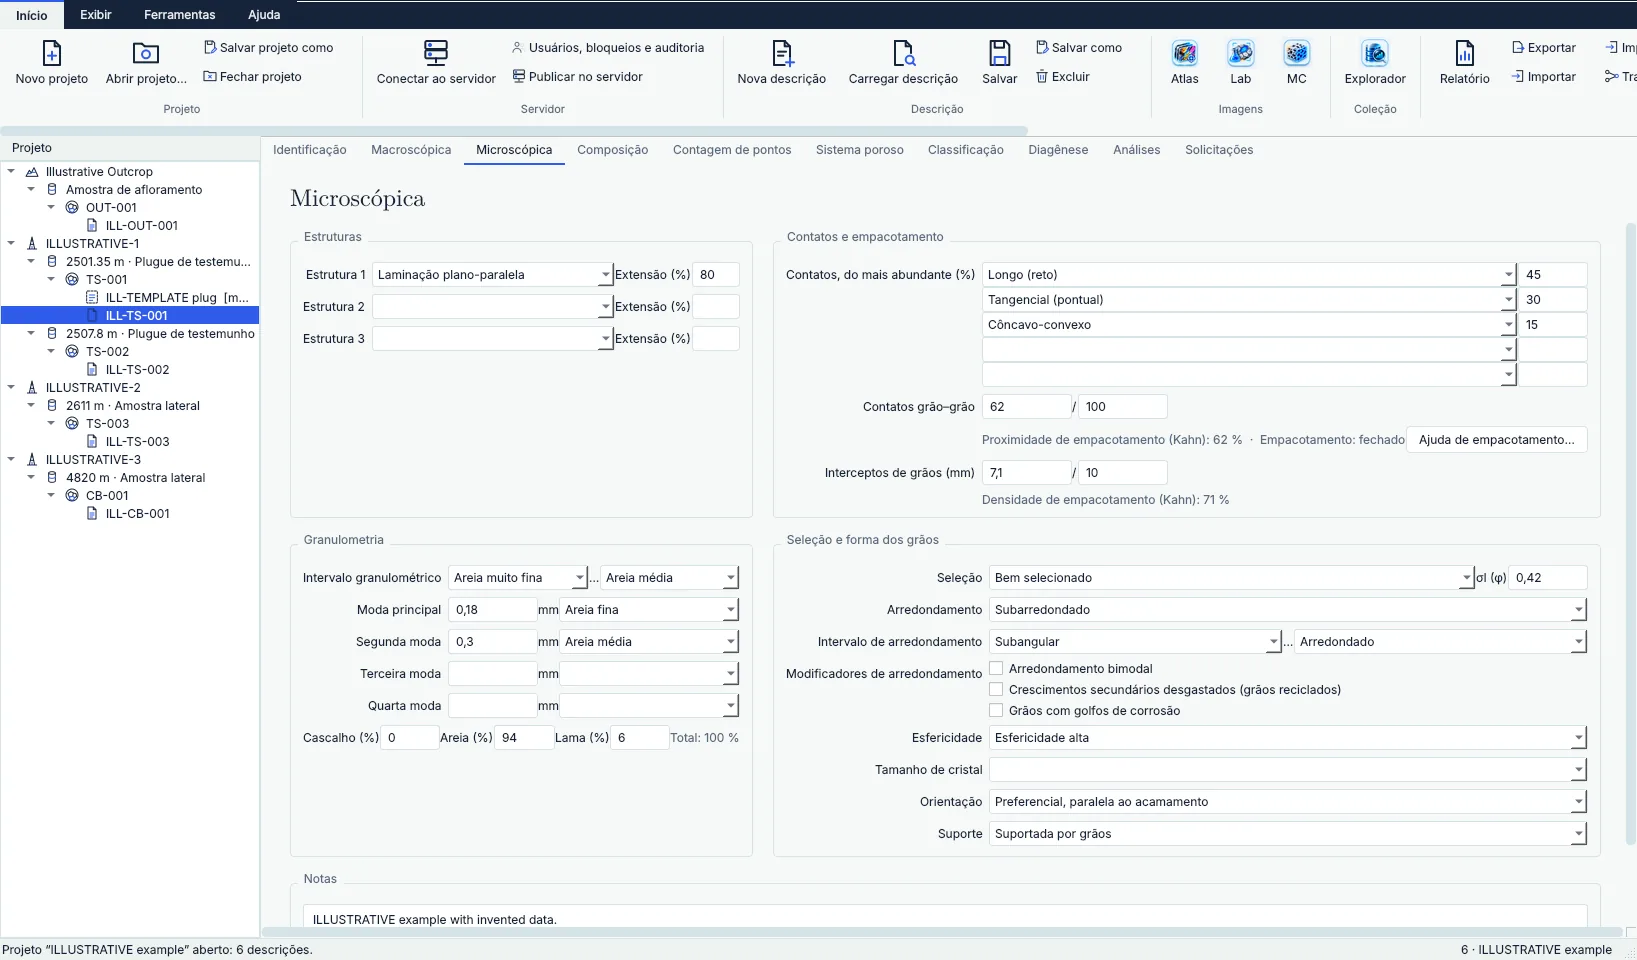 Início Exibir Ferramentas Ajuda
Novo projeto Abrir projeto... Salvar projeto como Fechar projeto
Projeto
Conectar ao servidor Usuários, bloqueios e auditoria Publicar no servidor
Servidor
Nova descrição Carregar descrição Salvar Salvar como Excluir
Descrição
Atlas Lab MC
Imagens
Explorador
Coleção
Relatório Exportar Importar
Projeto
Illustrative Outcrop
Amostra de afloramento
OUT-001
ILL-OUT-001
ILLUSTRATIVE-1
2501.35 m · Plugue de testemu...
TS-001
ILL-TEMPLATE plug [m...
ILL-TS-001
2507.8 m · Plugue de testemunho
TS-002
ILL-TS-002
ILLUSTRATIVE-2
2611 m · Amostra lateral
TS-003
ILL-TS-003
ILLUSTRATIVE-3
4820 m · Amostra lateral
CB-001
ILL-CB-001
Identificação Macroscópica Microscópica Composição Contagem de pontos Sistema poroso Classificação Diagênese Análises Solicitações
Microscópica
Estruturas
Estrutura 1 Laminação plano-paralela Extensão (%) 80
Estrutura 2 Extensão (%)
Estrutura 3 Extensão (%)
Contatos e empacotamento
Contatos, do mais abundante (%) Longo (reto) 45
Tangencial (pontual) 30
Côncavo-convexo 15
Contatos grão–grão 62 / 100
Proximidade de empacotamento (Kahn): 62 % · Empacotamento: fechado Ajuda de empacotamento...
Interceptos de grãos (mm) 7,1 / 10
Densidade de empacotamento (Kahn): 71 %
Granulometria
Intervalo granulométrico Areia muito fina ... Areia média
Moda principal 0,18 mm Areia fina
Segunda moda 0,3 mm Areia média
Terceira moda mm
Quarta moda mm
Cascalho (%) 0 Areia (%) 94 Lama (%) 6 Total: 100 %
Seleção e forma dos grãos
Seleção Bem selecionado σI (φ) 0,42
Arredondamento Subarredondado
Intervalo de arredondamento Subangular ... Arredondado
Modificadores de arredondamento Arredondamento bimodal
Crescimentos secundários desgastados (grãos reciclados)
Grãos com golfos de corrosão
Esfericidade Esfericidade alta
Tamanho de cristal
Orientação Preferencial, paralela ao acamamento
Suporte Suportada por grãos
Notas
ILLUSTRATIVE example with invented data.
Projeto “ILLUSTRATIVE example” aberto: 6 descrições. 6 · ILLUSTRATIVE example